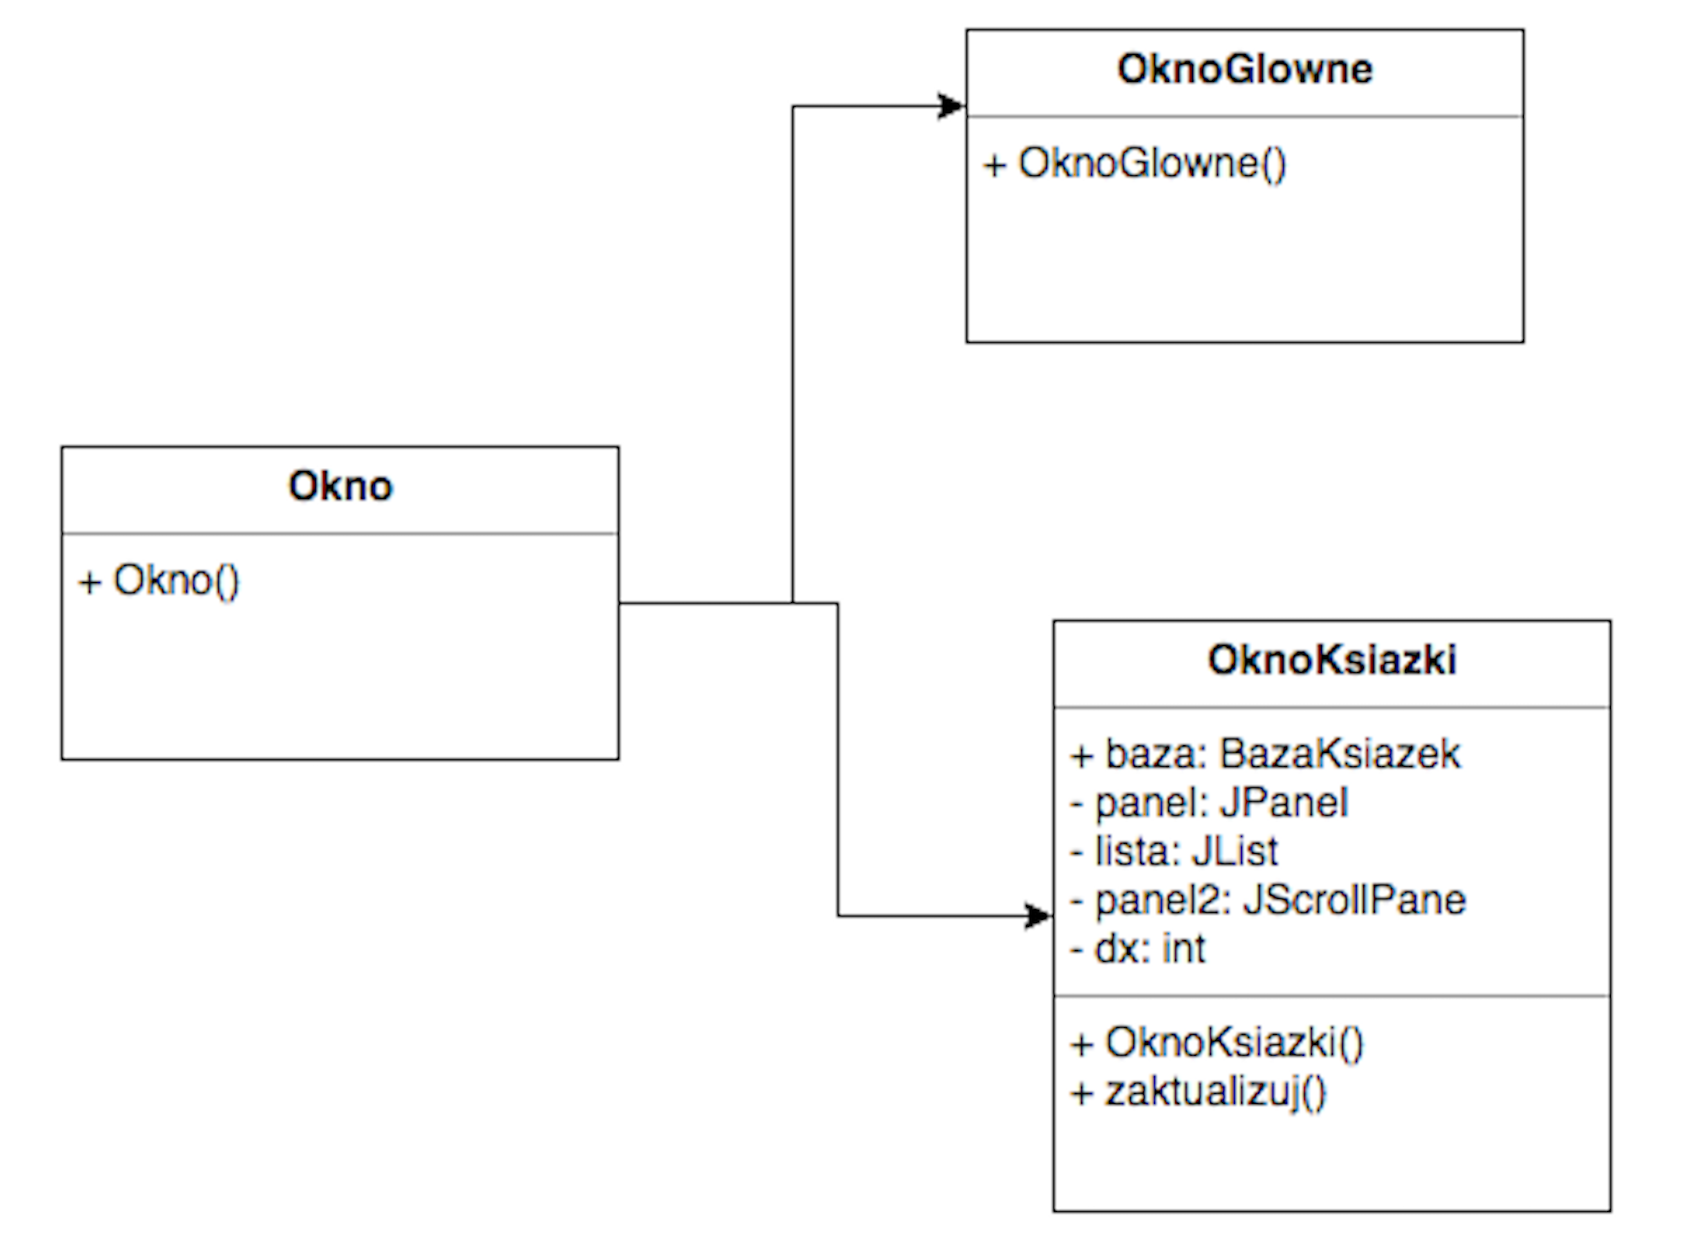 OknoGlowne
+ OknoGlowne()
Okno
+ Okno()
OknoKsiazki
+ baza: BazaKsiazek
- panel: JPanel
- lista: JList
- panel2: JScrollPane
- dx: int
+ OknoKsiazki()
+ zaktualizuj()